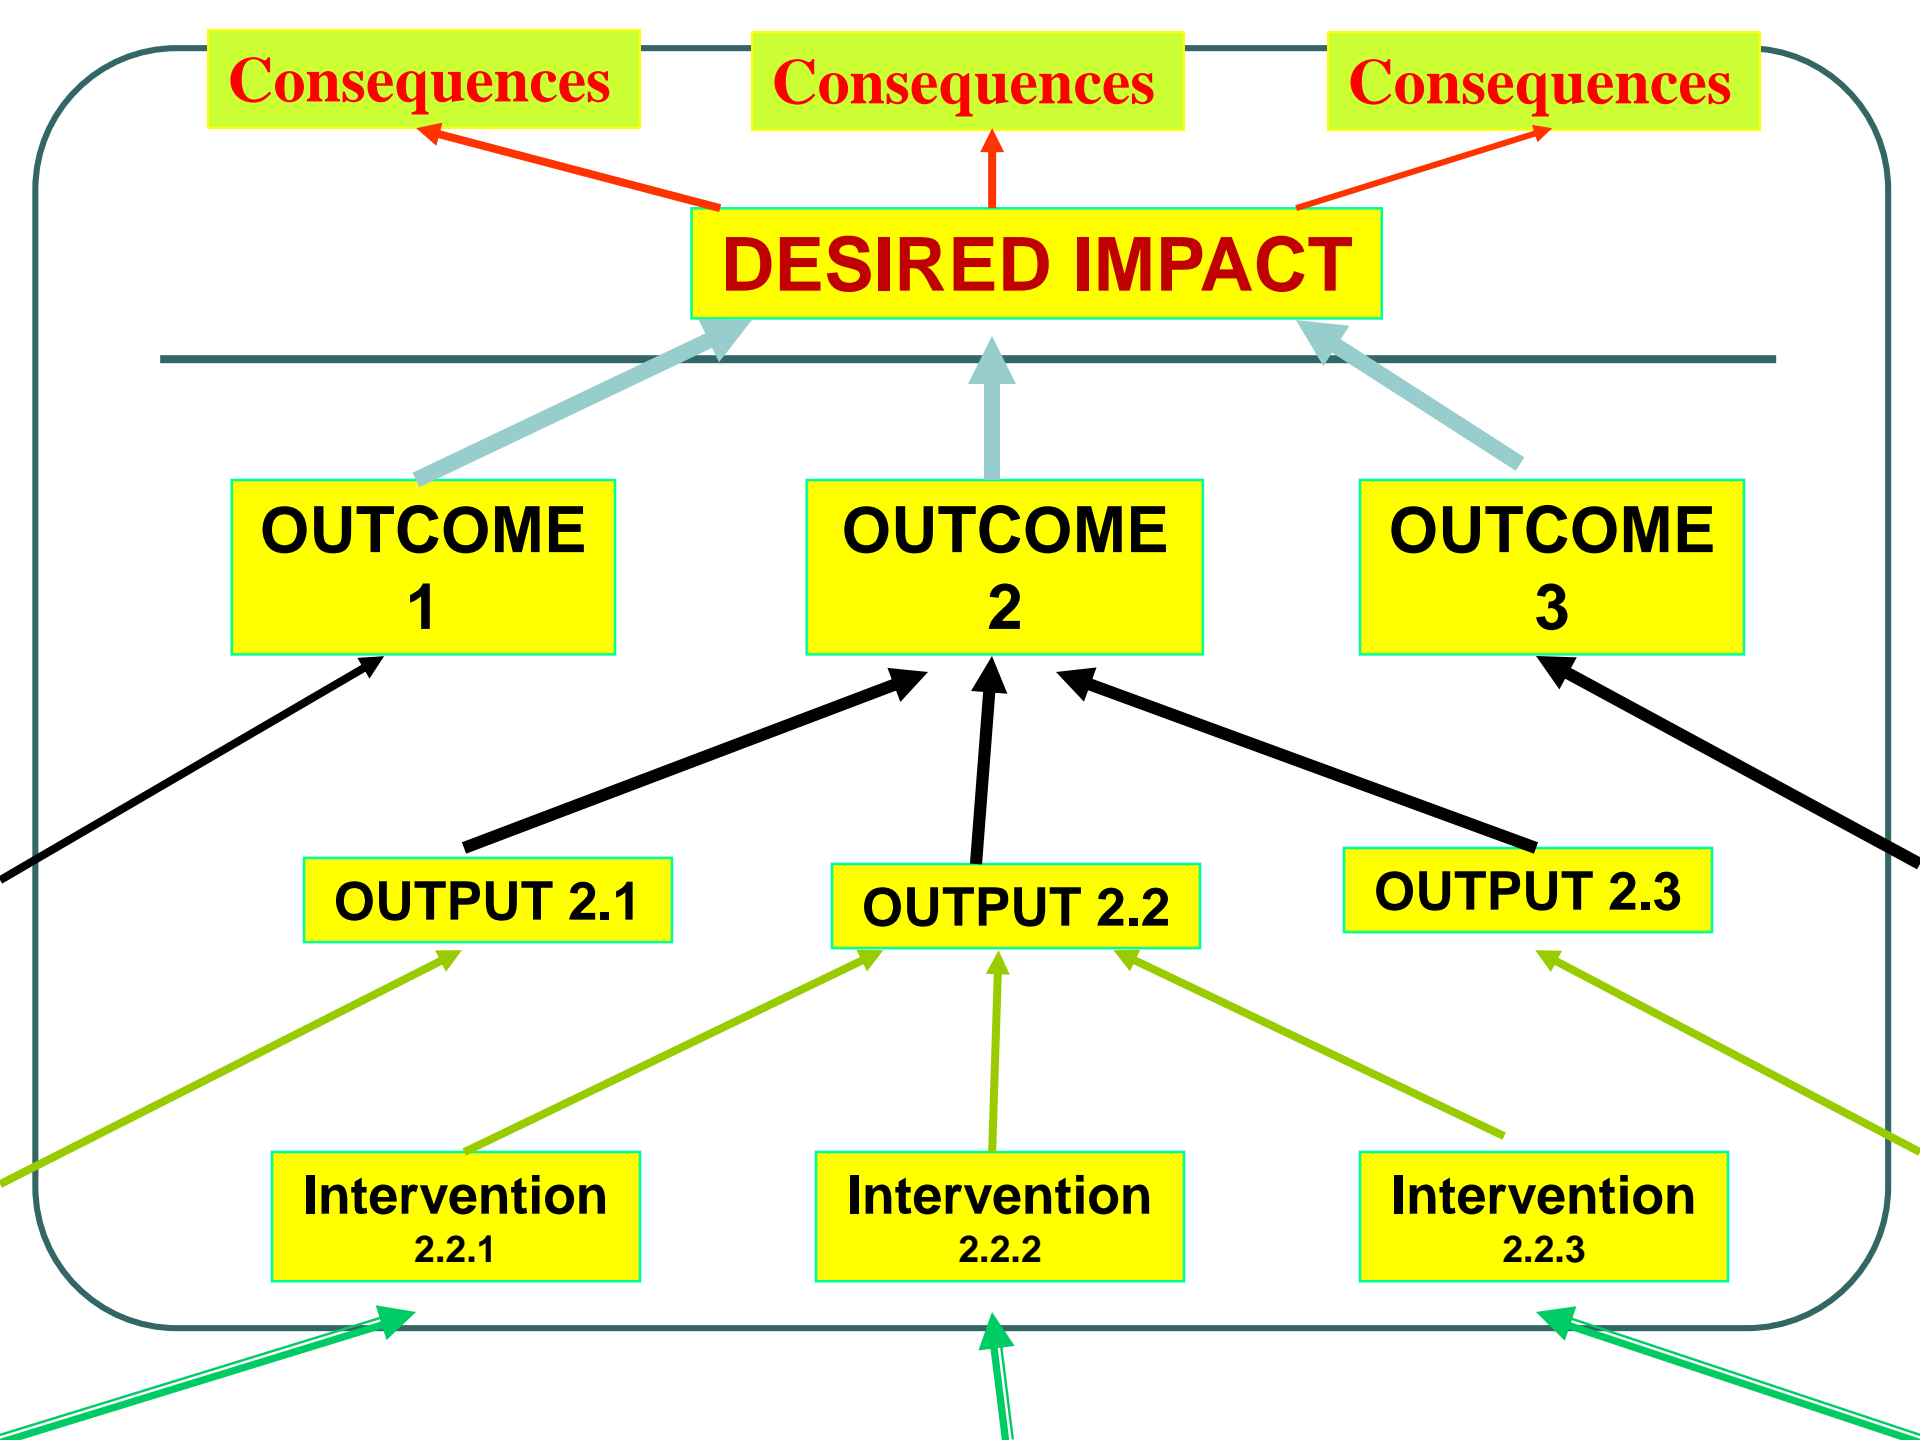 Consequences
Consequences
Consequences
DESIRED IMPACT
OUTCOME
1
OUTCOME
2
OUTCOME
3
OUTPUT 2.1
OUTPUT 2.2
OUTPUT 2.3
Intervention
2.2.1
Intervention
2.2.2
Intervention
2.2.3